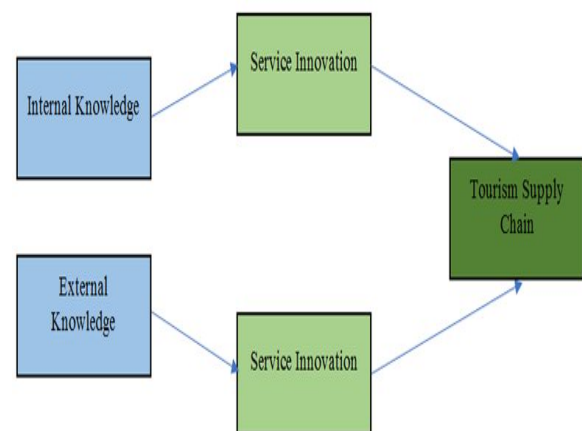 Service Innovation
Internal Knowledge
Tourism Supply
Chain
External
Knowledge
Service Innovation